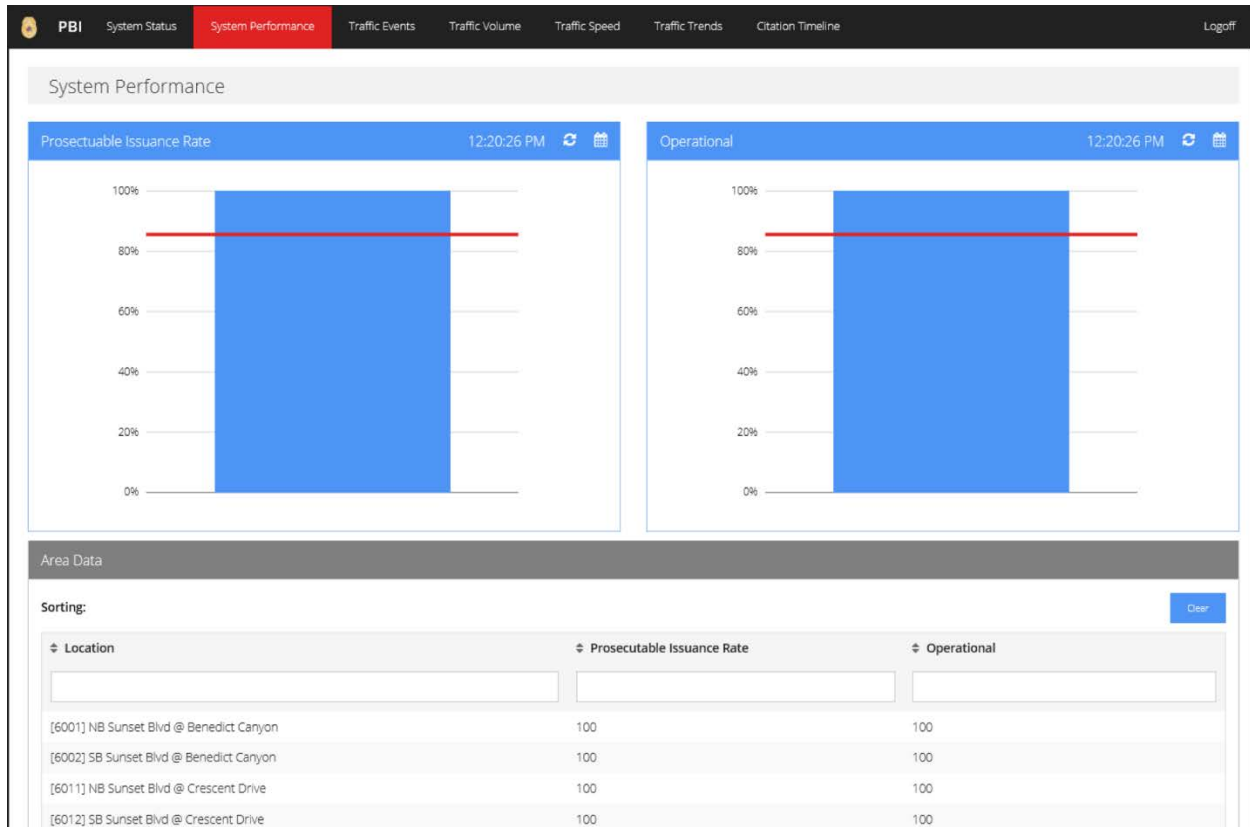 PBI System Status System Performance Traffic Events Traffic Volume Traffic Speed Traffic Trends Citation Timeline Logoff
System Performance
Prosectuable Issuance Rate 12:20:26 PM
100%
80%
60%
40%
20%
0%
Operational 12:20:26 PM
100%
80%
60%
40%
20%
0%
Area Data
Sorting: Clear
Location Prosecutable Issuance Rate Operational
[6001] NB Sunset Blvd @ Benedict Canyon 100 100
[6002] SB Sunset Blvd @ Benedict Canyon 100 100
[6011] NB Sunset Blvd @ Crescent Drive 100 100
[6012] SB Sunset Blvd @ Crescent Drive 100 100